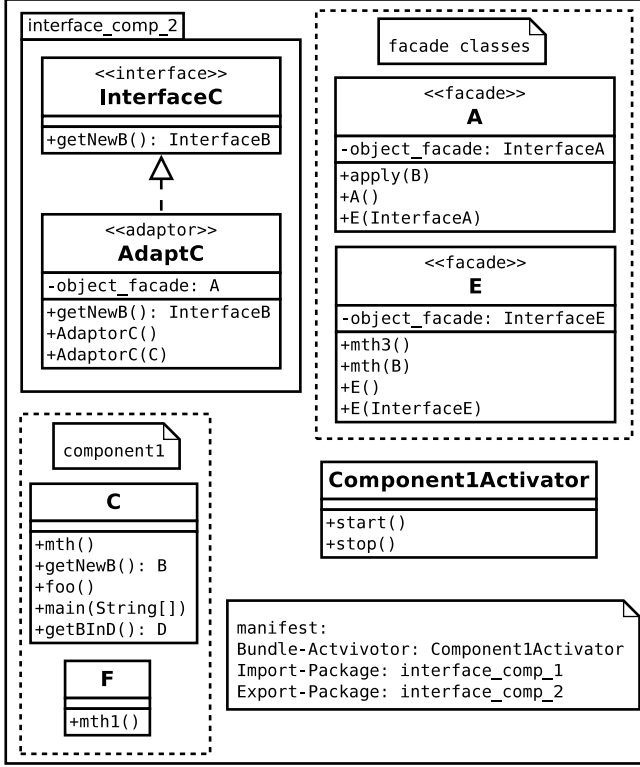 interface_comp_2
<<interface>>
InterfaceC
+getNewB(): InterfaceB
<<adaptor>>
AdaptC
-object_facade: A
+getNewB(): InterfaceB
+AdaptorC()
+AdaptorC(C)
facade classes
<<facade>>
A
-object_facade: InterfaceA
+apply(B)
+A()
+E(InterfaceA)
<<facade>>
E
-object_facade: InterfaceE
+mth3()
+mth(B)
+E()
+E(InterfaceE)
component1
C
+mth()
+getNewB(): B
+foo()
+main(String[])
+getBInD(): D
F
+mth1()
Component1Activator
+start()
+stop()
manifest:
Bundle-Actvivotor: Component1Activator
Import-Package: interface_comp_1
Export-Package: interface_comp_2